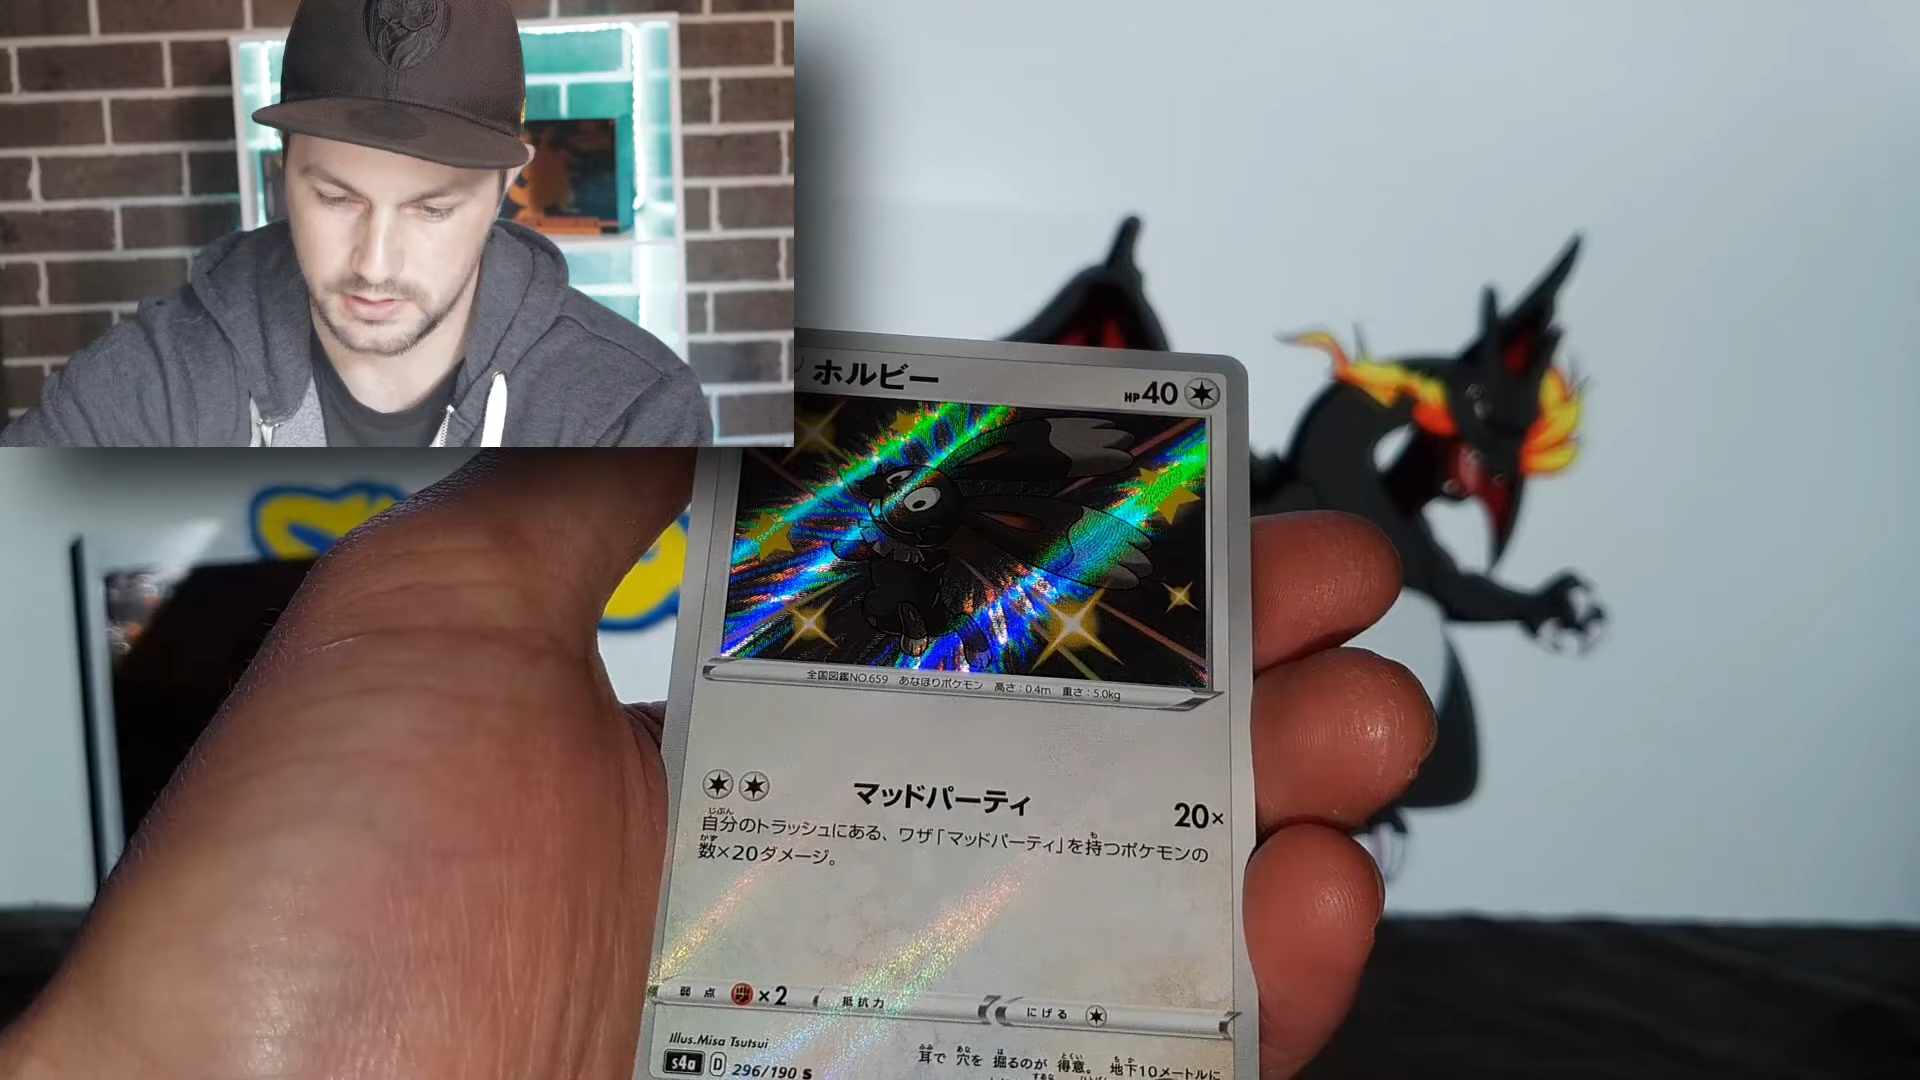 ホルビー
HP40
全国図鑑NO.659 あなほりポケモン 高さ:0.4m 重さ:5.0kg
マッドパーティ 20×
自分のトラッシュにある、ワザ「マッドパーティ」を持つポケモンの
数×20ダメージ。
弱点 ×2 抵抗力 にげる
Illus.Misa Tsutsui
s4a D 296/190 S
耳で 穴を 掘るのが 得意。 地下10メートルに